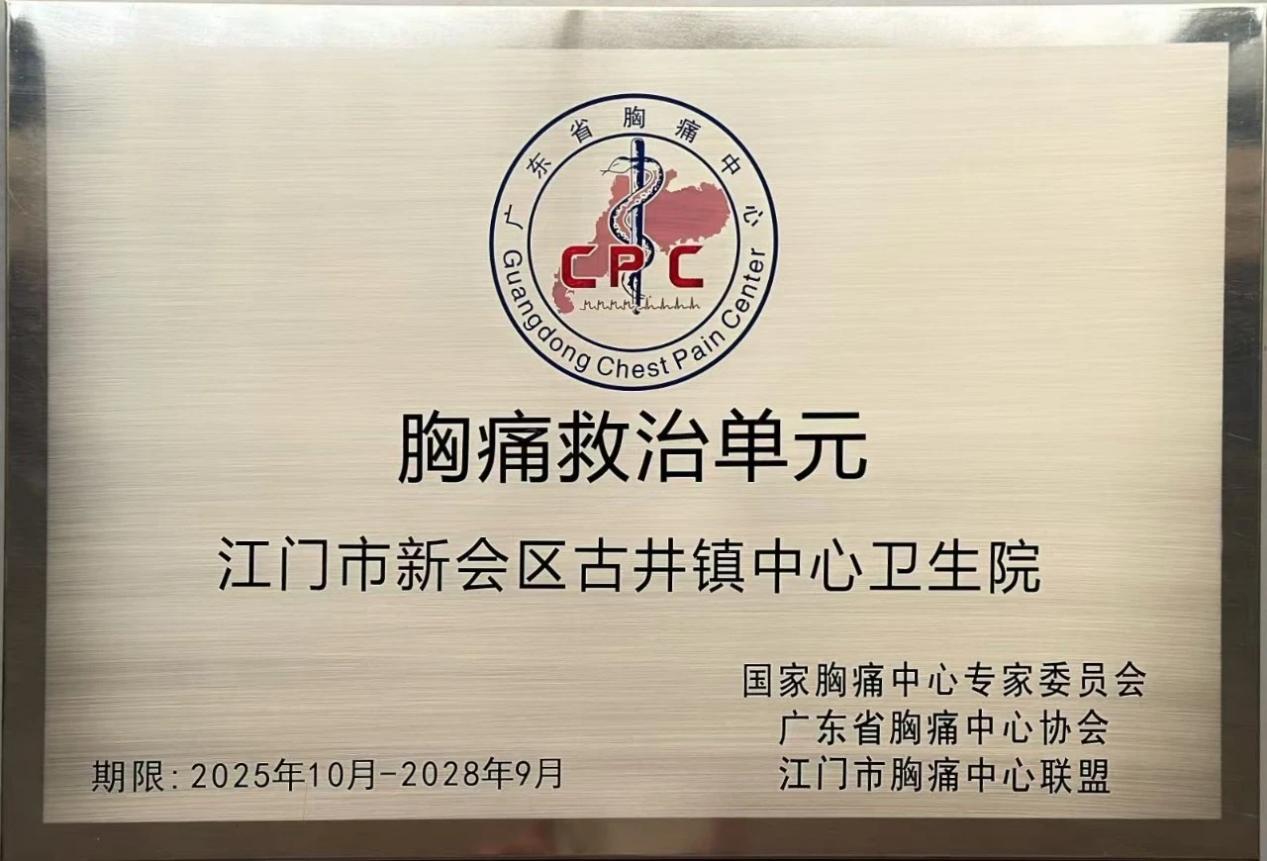 广东省胸痛中心
CPC
Guangdong Chest Pain Center
胸痛救治单元
江门市新会区古井镇中心卫生院
国家胸痛中心专家委员会
广东省胸痛中心协会
期限: 2025年10月-2028年9月
江门市胸痛中心联盟